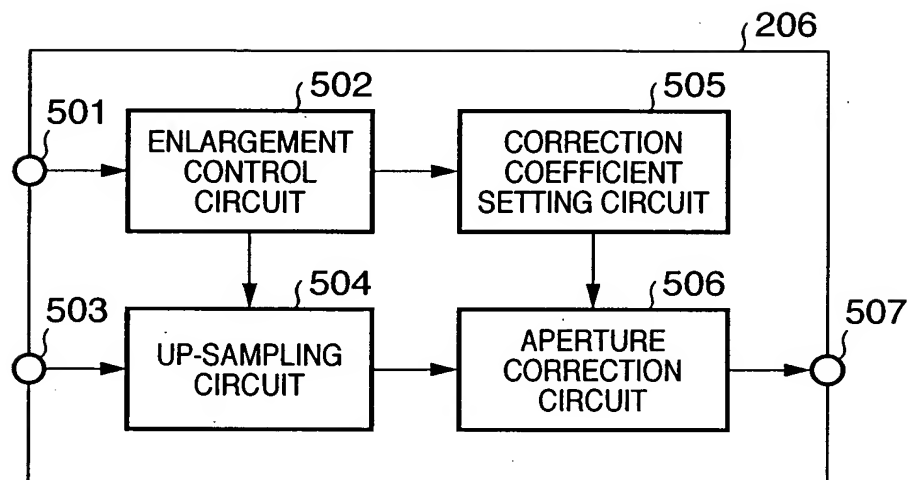 206
502
505
501
ENLARGEMENT
CONTROL
CIRCUIT
CORRECTION
COEFFICIENT
SETTING CIRCUIT
504
506
503
507
UP-SAMPLING
CIRCUIT
APERTURE
CORRECTION
CIRCUIT